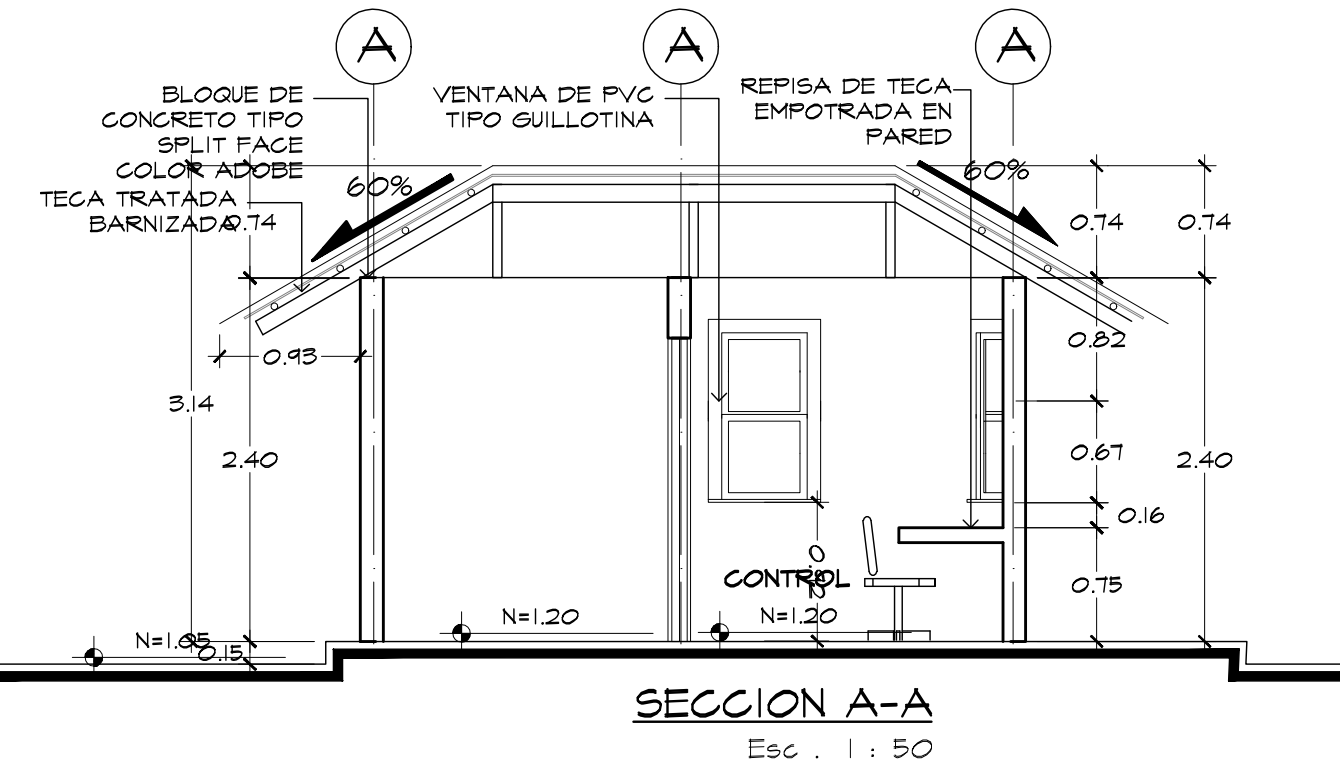 A
A
A
BLOQUE DE
CONCRETO TIPO
SPLIT FACE
COLOR ADOBE
TECA TRATADA
BARNIZADA
VENTANA DE PVC
TIPO GUILLOTINA
REPISA DE TECA
EMPOTRADA EN
PARED
60%
60%
0.74
0.74
0.74
0.93
0.82
3.14
2.40
0.67
2.40
0.16
0.75
CONTROL
N=1.20
N=1.20
N=1.05
0.15
SECCION A-A
Esc . 1 : 50